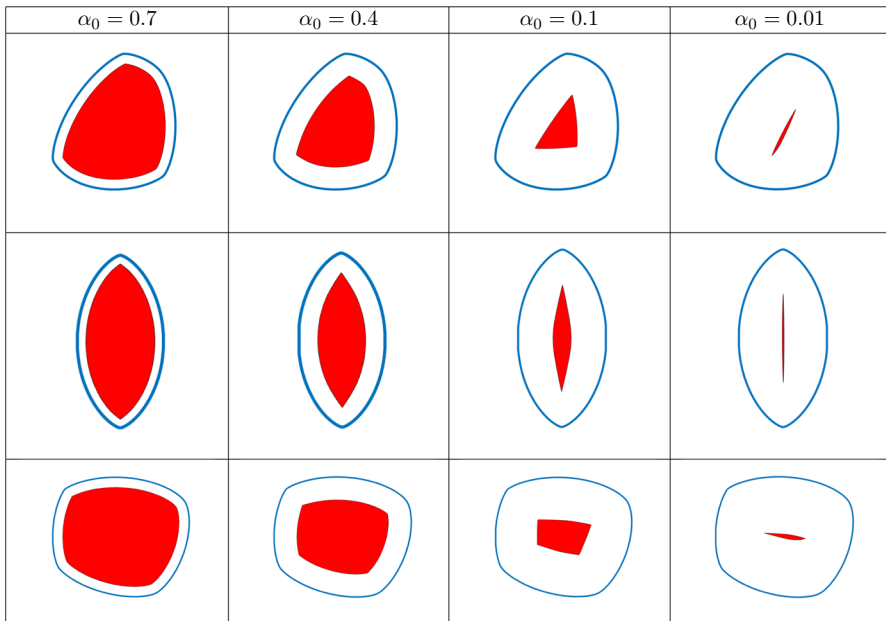 α₀ = 0.7 α₀ = 0.4 α₀ = 0.1 α₀ = 0.01